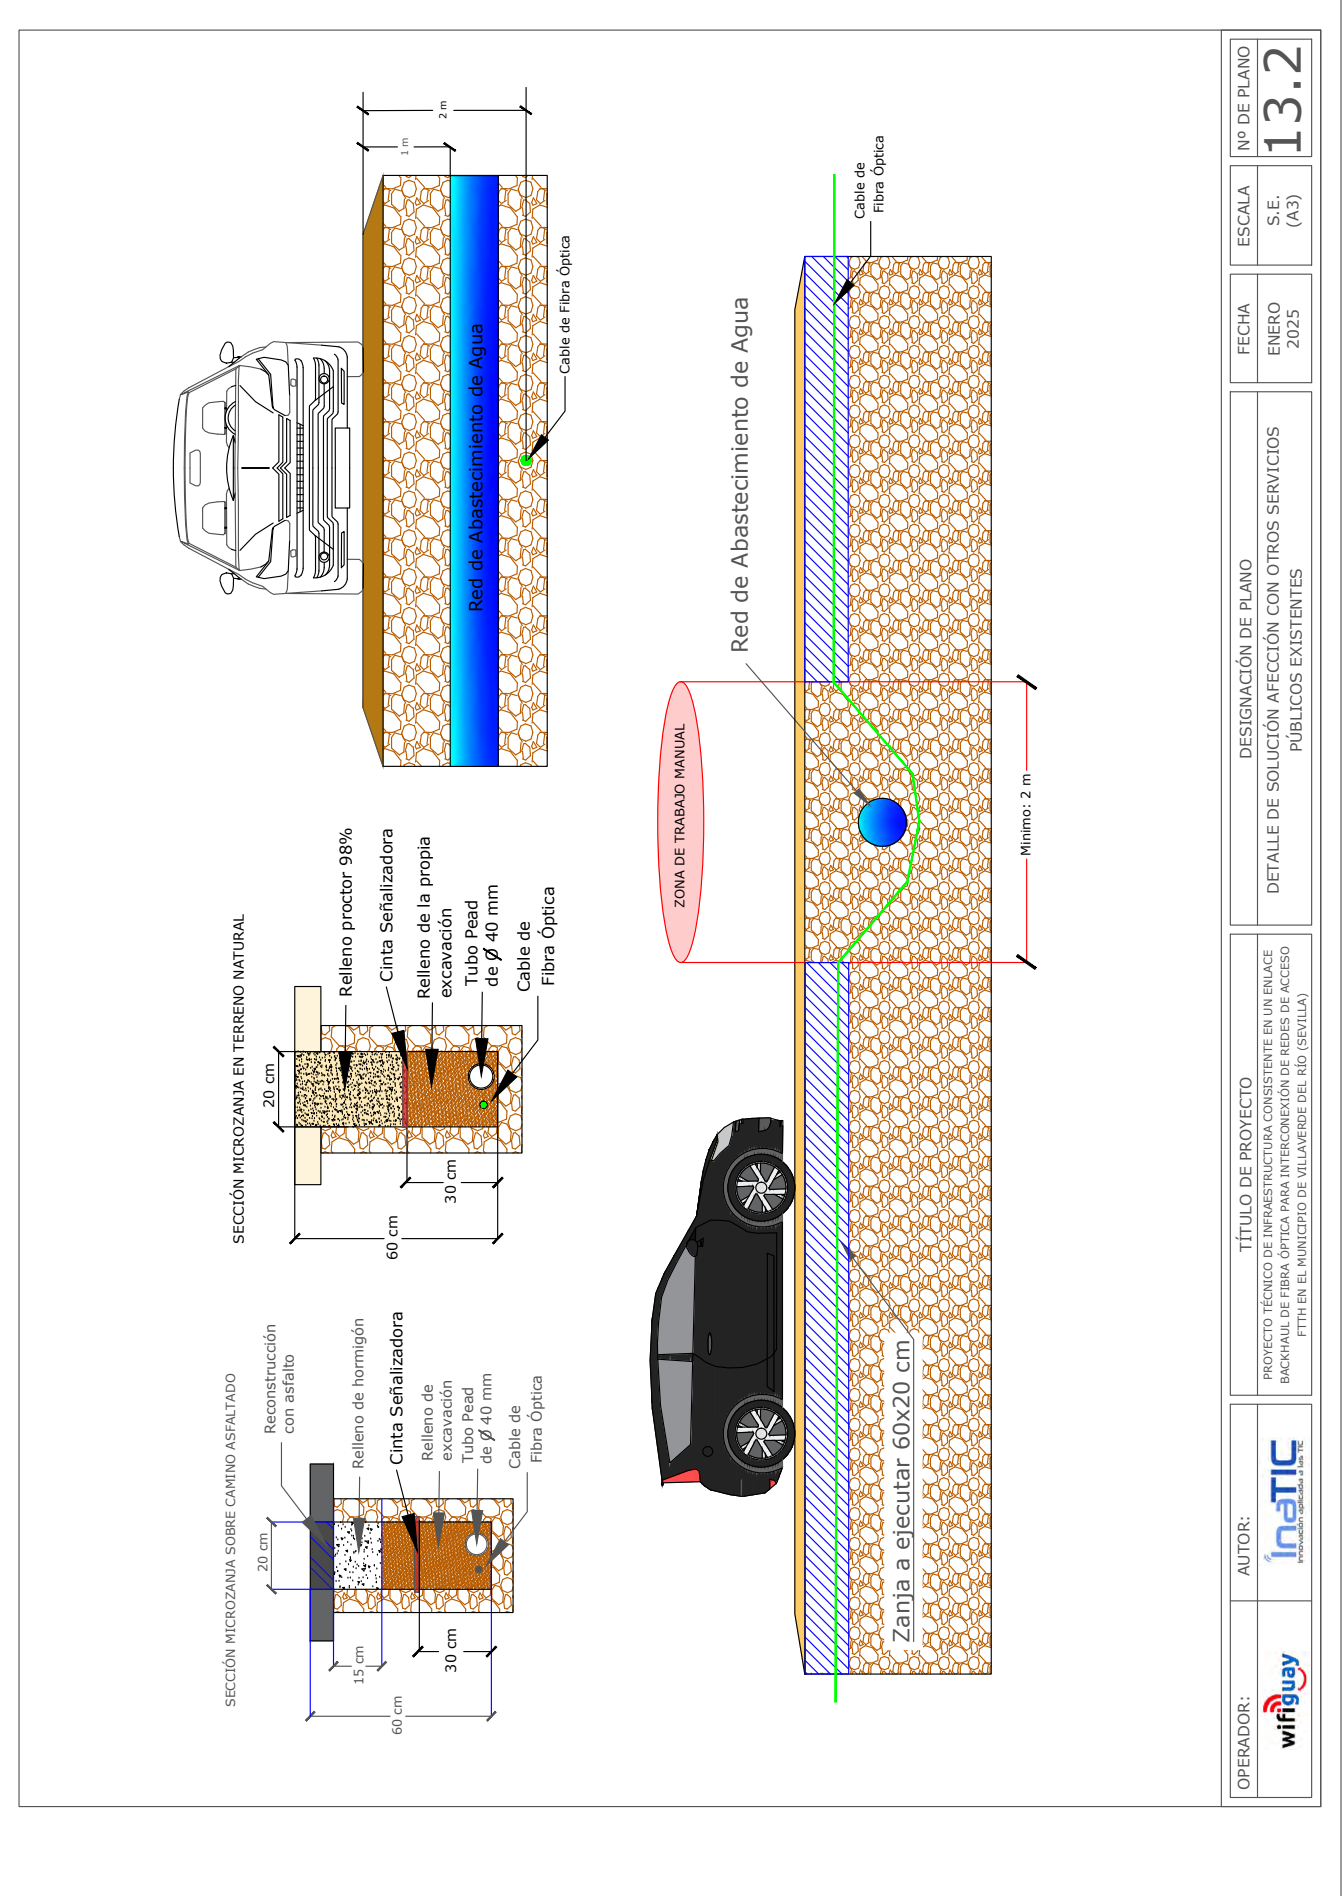 SECCIÓN MICROZANJA SOBRE CAMINO ASFALTADO
20 cm
Reconstrucción
con asfalto
Relleno de hormigón
Cinta Señalizadora
Relleno de
excavación
Tubo Pead
de Ø 40 mm
Cable de
Fibra Óptica
15 cm
30 cm
60 cm
SECCIÓN MICROZANJA EN TERRENO NATURAL
20 cm
Relleno proctor 98%
Cinta Señalizadora
Relleno de la propia
excavación
Tubo Pead
de Ø 40 mm
Cable de
Fibra Óptica
30 cm
60 cm
1 m
2 m
Red de Abastecimiento de Agua
Cable de Fibra Óptica
ZONA DE TRABAJO MANUAL
Red de Abastecimiento de Agua
Cable de
Fibra Óptica
Zanja a ejecutar 60x20 cm
Minimo: 2 m
OPERADOR:
wifiguay
AUTOR:
InaTIC
Innovación aplicada a las TIC
TÍTULO DE PROYECTO
PROYECTO TÉCNICO DE INFRAESTRUCTURA CONSISTENTE EN UN ENLACE
BACKHAUL DE FIBRA ÓPTICA PARA INTERCONEXIÓN DE REDES DE ACCESO
FTTH EN EL MUNICIPIO DE VILLAVERDE DEL RÍO (SEVILLA)
DESIGNACIÓN DE PLANO
DETALLE DE SOLUCIÓN AFECCIÓN CON OTROS SERVICIOS
PÚBLICOS EXISTENTES
FECHA
ENERO
2025
ESCALA
S.E.
(A3)
Nº DE PLANO
13.2